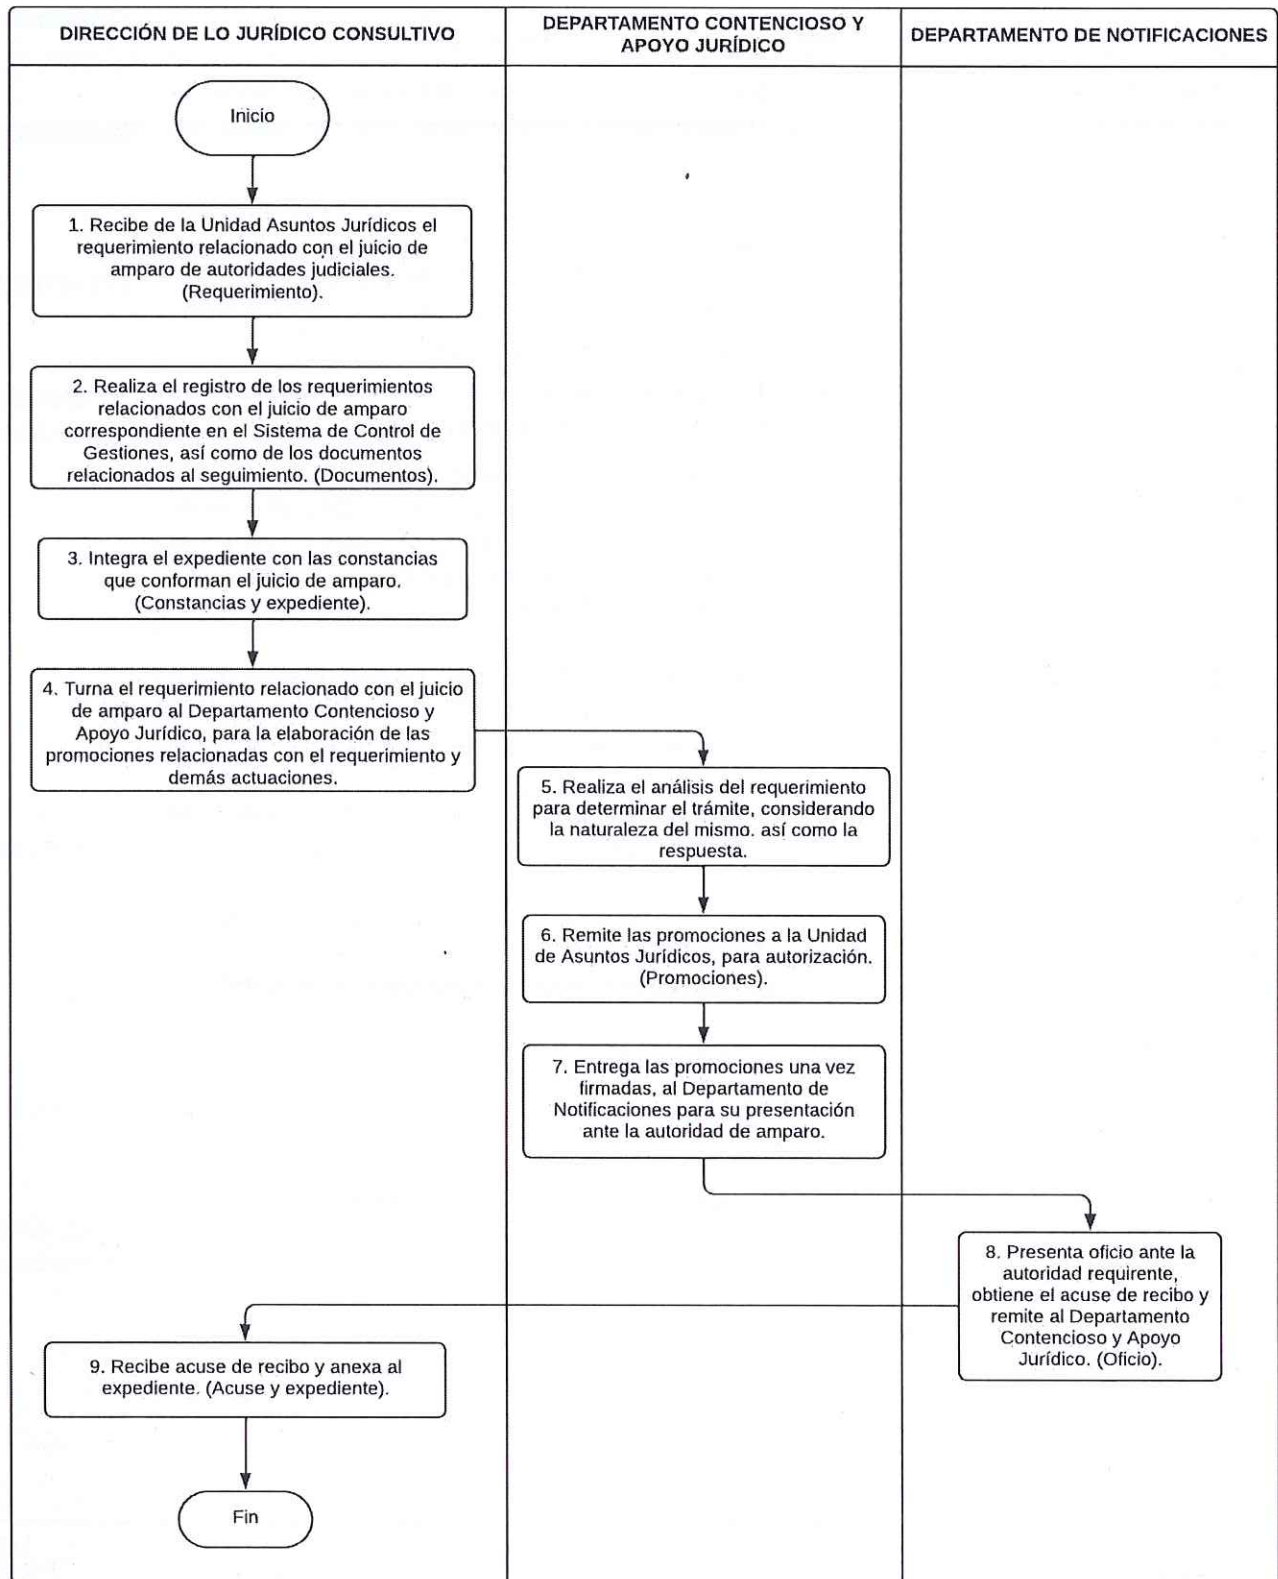 DIRECCIÓN DE LO JURÍDICO CONSULTIVO
DEPARTAMENTO CONTENCIOSO Y
APOYO JURÍDICO
DEPARTAMENTO DE NOTIFICACIONES
Inicio
1. Recibe de la Unidad Asuntos Jurídicos el
requerimiento relacionado con el juicio de
amparo de autoridades judiciales.
(Requerimiento).
2. Realiza el registro de los requerimientos
relacionados con el juicio de amparo
correspondiente en el Sistema de Control de
Gestiones, así como de los documentos
relacionados al seguimiento. (Documentos).
3. Integra el expediente con las constancias
que conforman el juicio de amparo.
(Constancias y expediente).
4. Turna el requerimiento relacionado con el juicio
de amparo al Departamento Contencioso y
Apoyo Jurídico, para la elaboración de las
promociones relacionadas con el requerimiento y
demás actuaciones.
5. Realiza el análisis del requerimiento
para determinar el trámite, considerando
la naturaleza del mismo. así como la
respuesta.
6. Remite las promociones a la Unidad
de Asuntos Jurídicos, para autorización.
(Promociones).
7. Entrega las promociones una vez
firmadas, al Departamento de
Notificaciones para su presentación
ante la autoridad de amparo.
8. Presenta oficio ante la
autoridad requirente,
obtiene el acuse de recibo y
remite al Departamento
Contencioso y Apoyo
Jurídico. (Oficio).
9. Recibe acuse de recibo y anexa al
expediente. (Acuse y expediente).
Fin